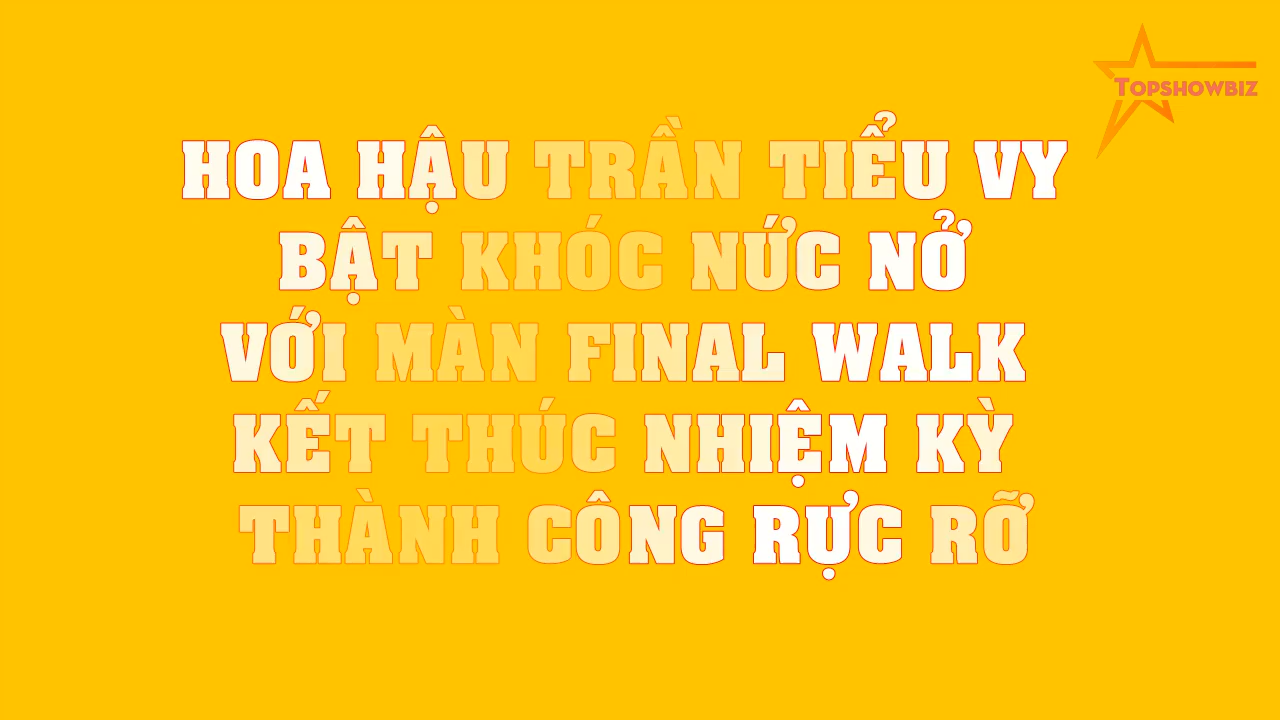 TOPSHOWBIZ
HOA HẬU TRẦN TIỂU VY
BẬT KHÓC NỨC NỞ
VỚI MÀN FINAL WALK
KẾT THÚC NHIỆM KỲ
THÀNH CÔNG RỰC RỠ